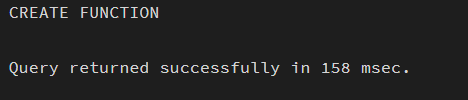 CREATE FUNCTION
Query returned successfully in 158 msec.